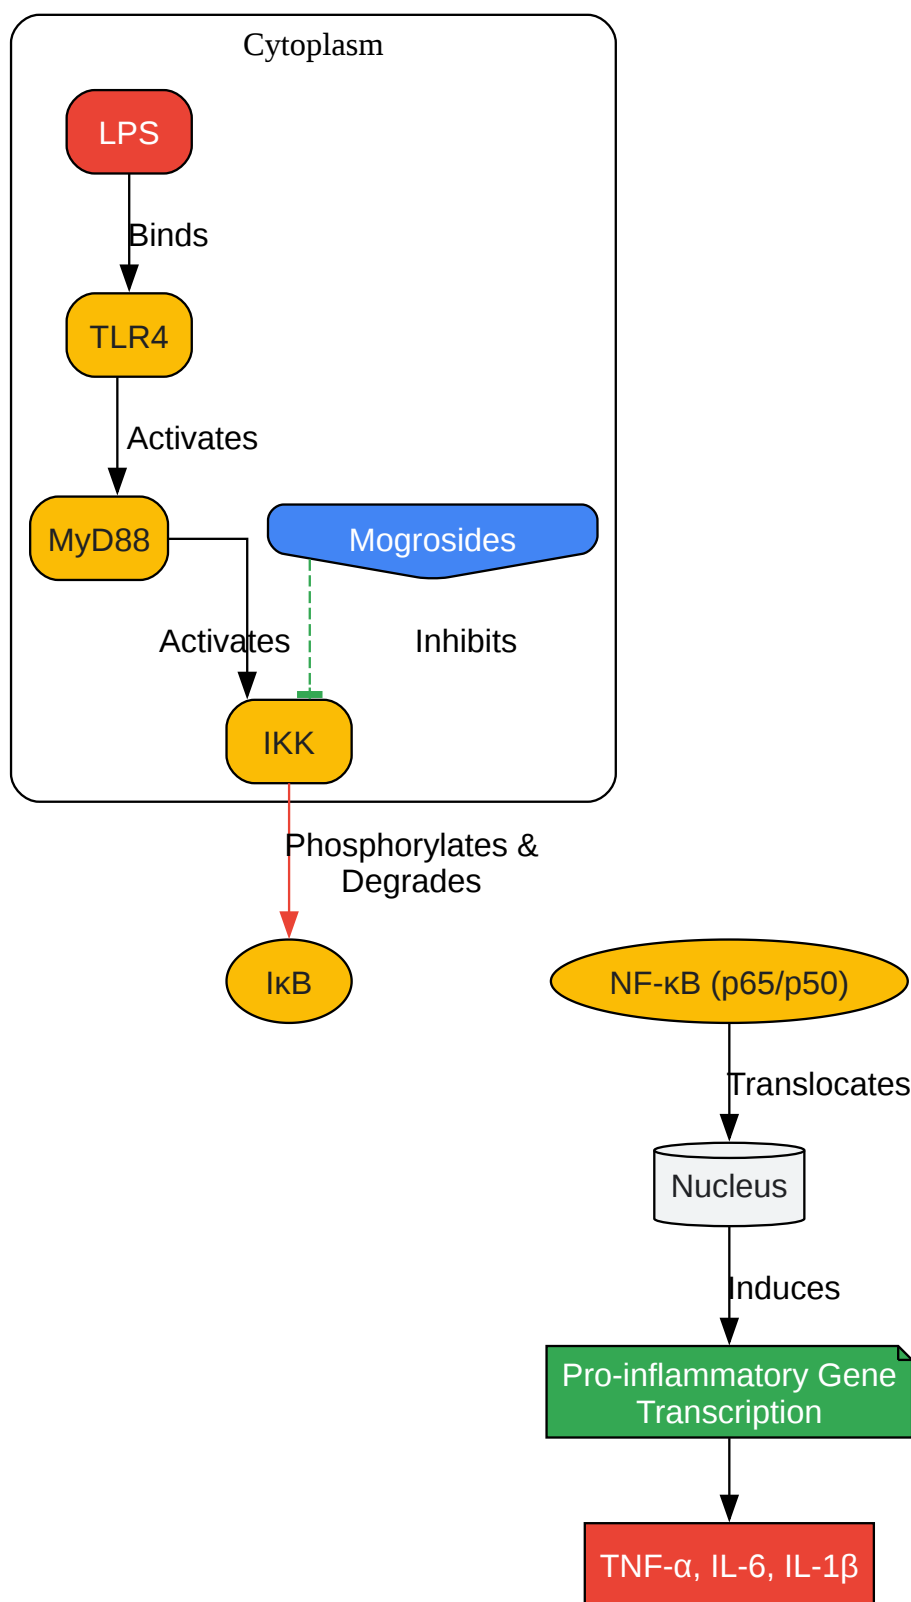 Cytoplasm
LPS
Binds
TLR4
Activates
MyD88
Mogrosides
Activates
Inhibits
IKK
Phosphorylates &
Degrades
IκB
NF-κB (p65/p50)
Translocates
Nucleus
Induces
Pro-inflammatory Gene
Transcription
TNF-α, IL-6, IL-1β